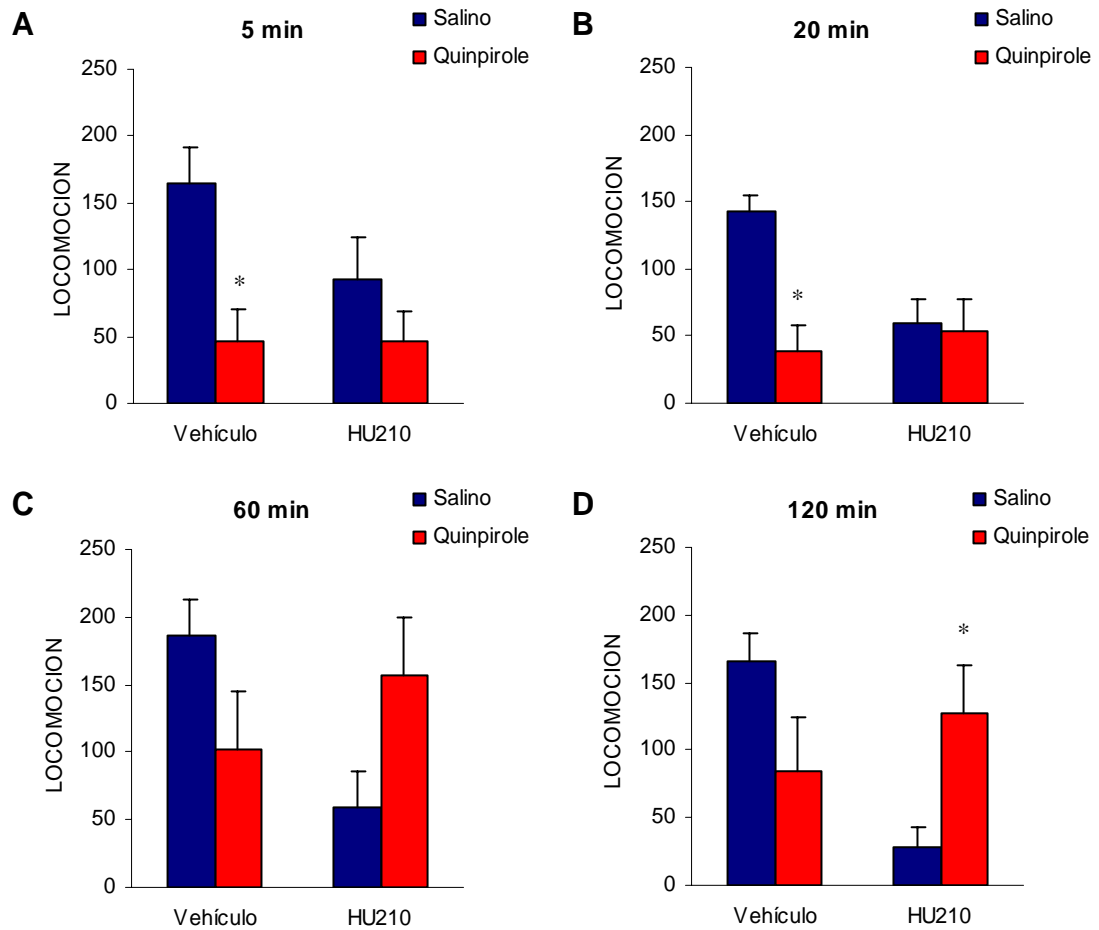 A
5 min
Salino
Quinpirole
250
200
150
100
50
0
LOCOMOCION
*
Vehículo
HU210
B
20 min
Salino
Quinpirole
250
200
150
100
50
0
LOCOMOCION
*
Vehículo
HU210
C
60 min
Salino
Quinpirole
250
200
150
100
50
0
LOCOMOCION
Vehículo
HU210
D
120 min
Salino
Quinpirole
250
200
150
100
50
0
LOCOMOCION
*
Vehículo
HU210